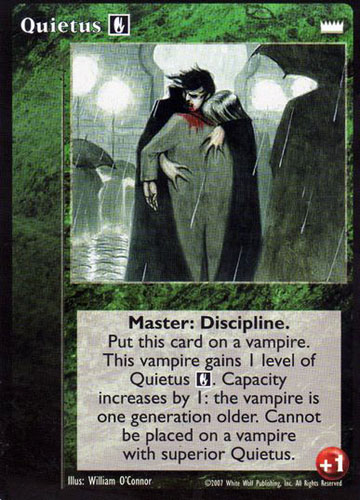 Quietus
Master: Discipline.
Put this card on a vampire.
This vampire gains 1 level of
Quietus . Capacity
increases by 1: the vampire is
one generation older. Cannot
be placed on a vampire
with superior Quietus.
+1
Illus: William O'Connor
©2007 White Wolf Publishing, Inc. All Rights Reserved